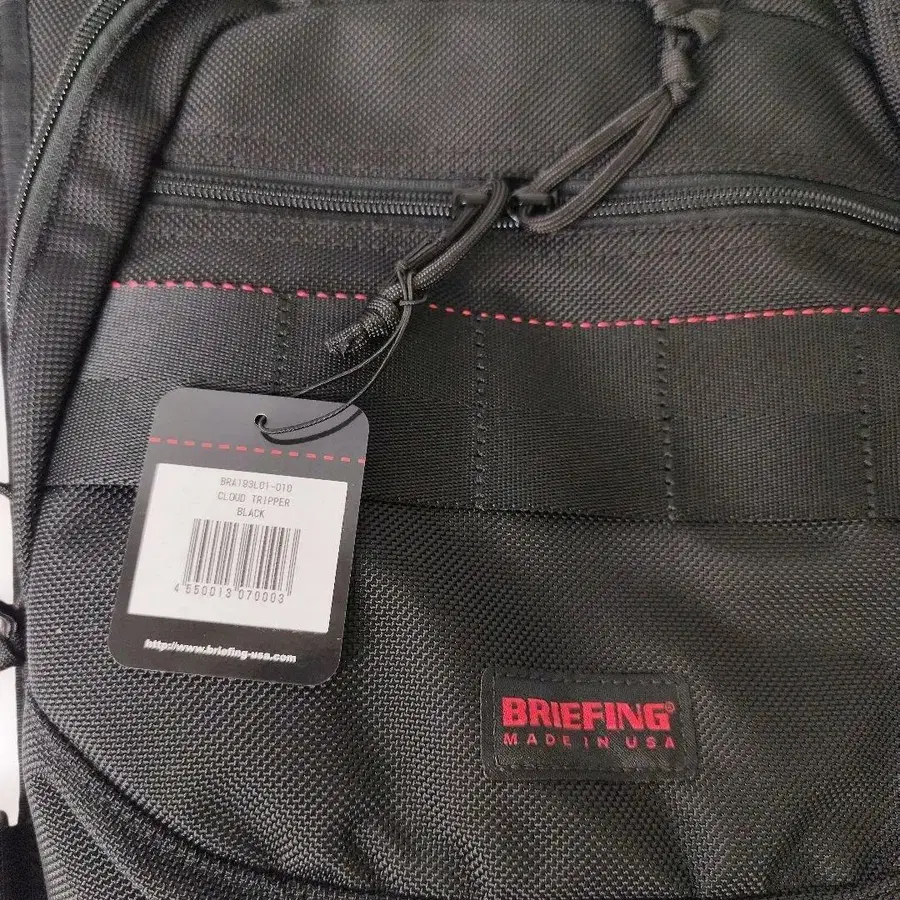 BRA193L01-010
CLOUD TRIPPER
BLACK
4 550013 070003
http://www.briefing-usa.com
BRIEFING®
MADE IN USA